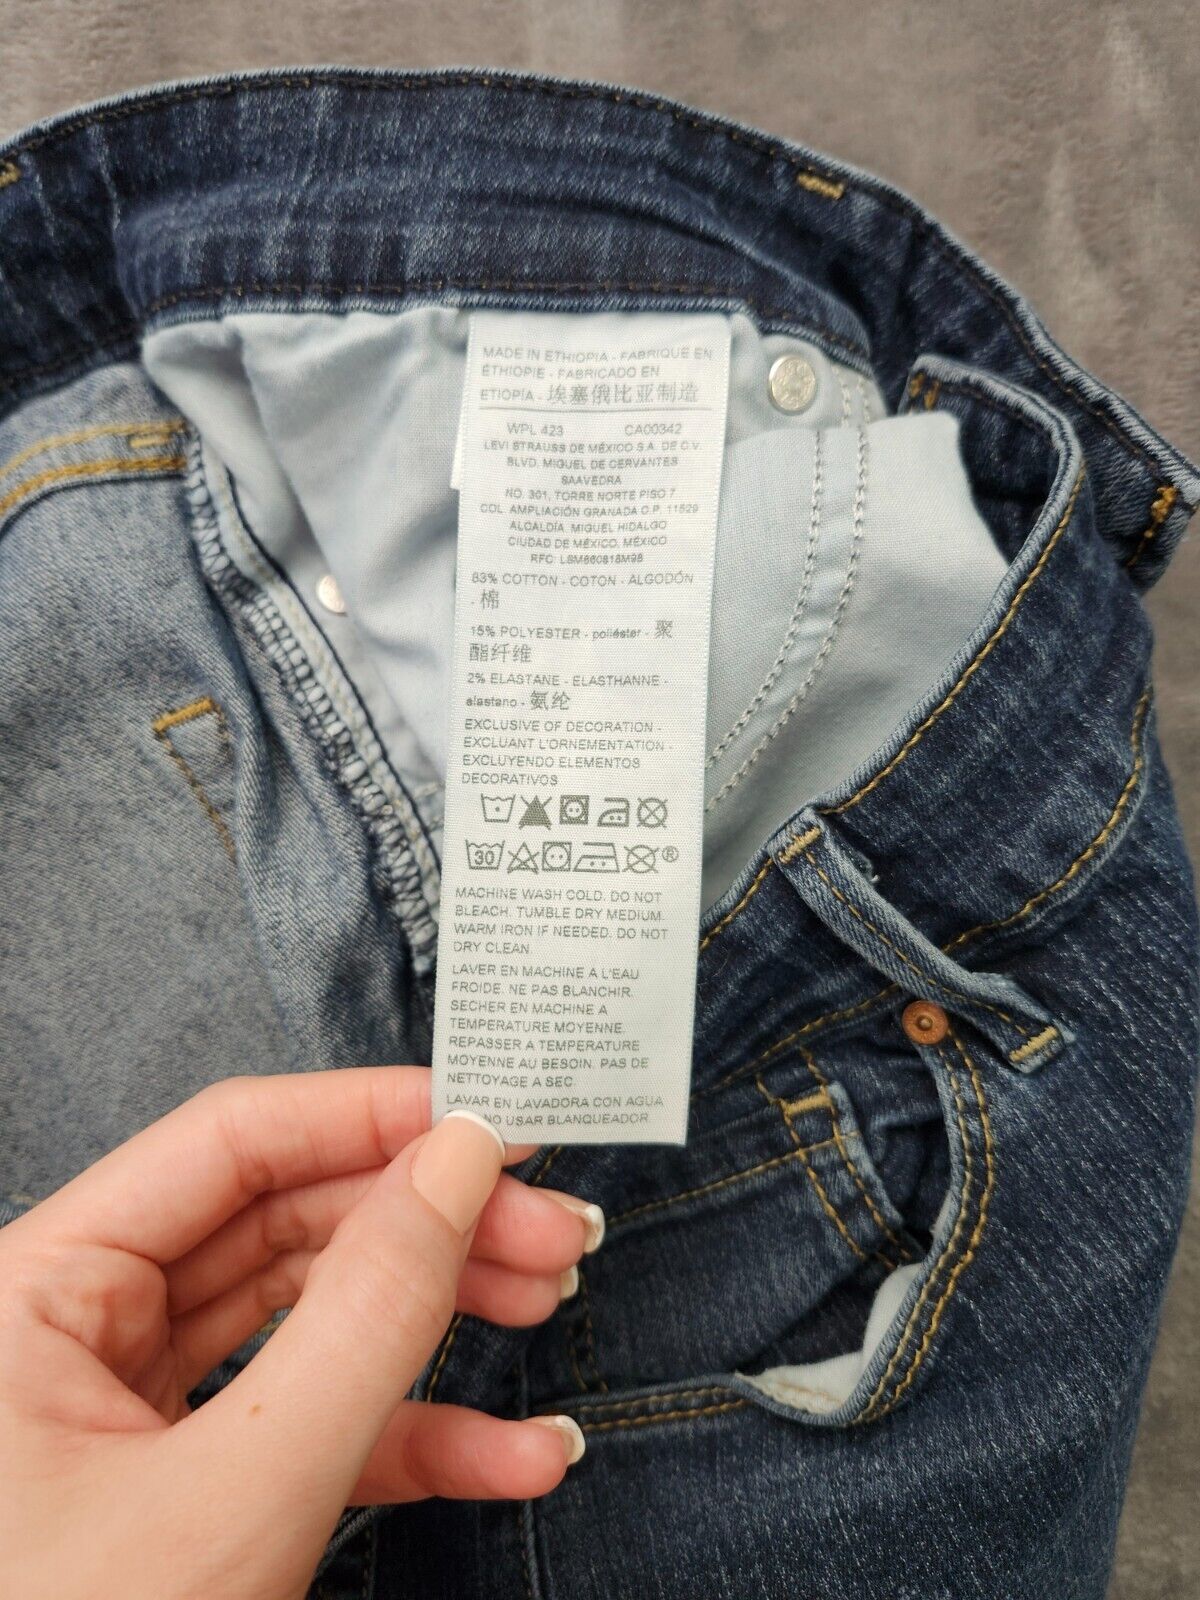 MADE IN ETHIOPIA - FABRIQUÉ EN
ÉTHIOPIE - FABRICADO EN
ETIOPÍA - 埃塞俄比亚制造
WPL 423 CA00342
LEVI STRAUSS DE MÉXICO S.A. DE C.V.
BLVD. MIGUEL DE CERVANTES
SAAVEDRA
NO. 301, TORRE NORTE PISO 7
COL. AMPLIACIÓN GRANADA C.P. 11529
ALCALDÍA. MIGUEL HIDALGO
CIUDAD DE MÉXICO, MÉXICO
RFC: LSM860818M98
83% COTTON - COTON - ALGODÓN
- 棉
15% POLYESTER - poliéster - 聚
酯纤维
2% ELASTANE - ELASTHANNE -
elastano - 氨纶
EXCLUSIVE OF DECORATION -
EXCLUANT L'ORNEMENTATION -
EXCLUYENDO ELEMENTOS
DECORATIVOS
30 ®
MACHINE WASH COLD. DO NOT
BLEACH. TUMBLE DRY MEDIUM.
WARM IRON IF NEEDED. DO NOT
DRY CLEAN.
LAVER EN MACHINE A L'EAU
FROIDE. NE PAS BLANCHIR.
SECHER EN MACHINE A
TEMPERATURE MOYENNE.
REPASSER A TEMPERATURE
MOYENNE AU BESOIN. PAS DE
NETTOYAGE A SEC.
LAVAR EN LAVADORA CON AGUA
NO USAR BLANQUEADOR.